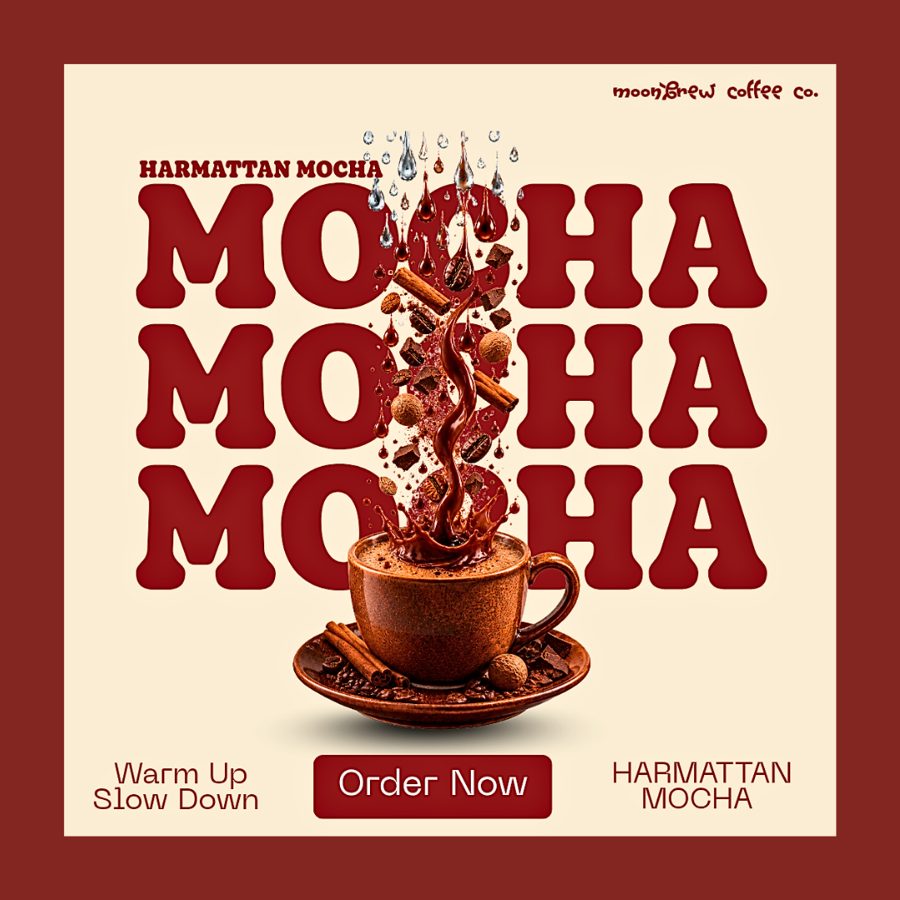 moonBrew coffee co.
HARMATTAN MOCHA
MOCHA
MOCHA
MOCHA
Warm Up
Slow Down
Order Now
HARMATTAN
MOCHA